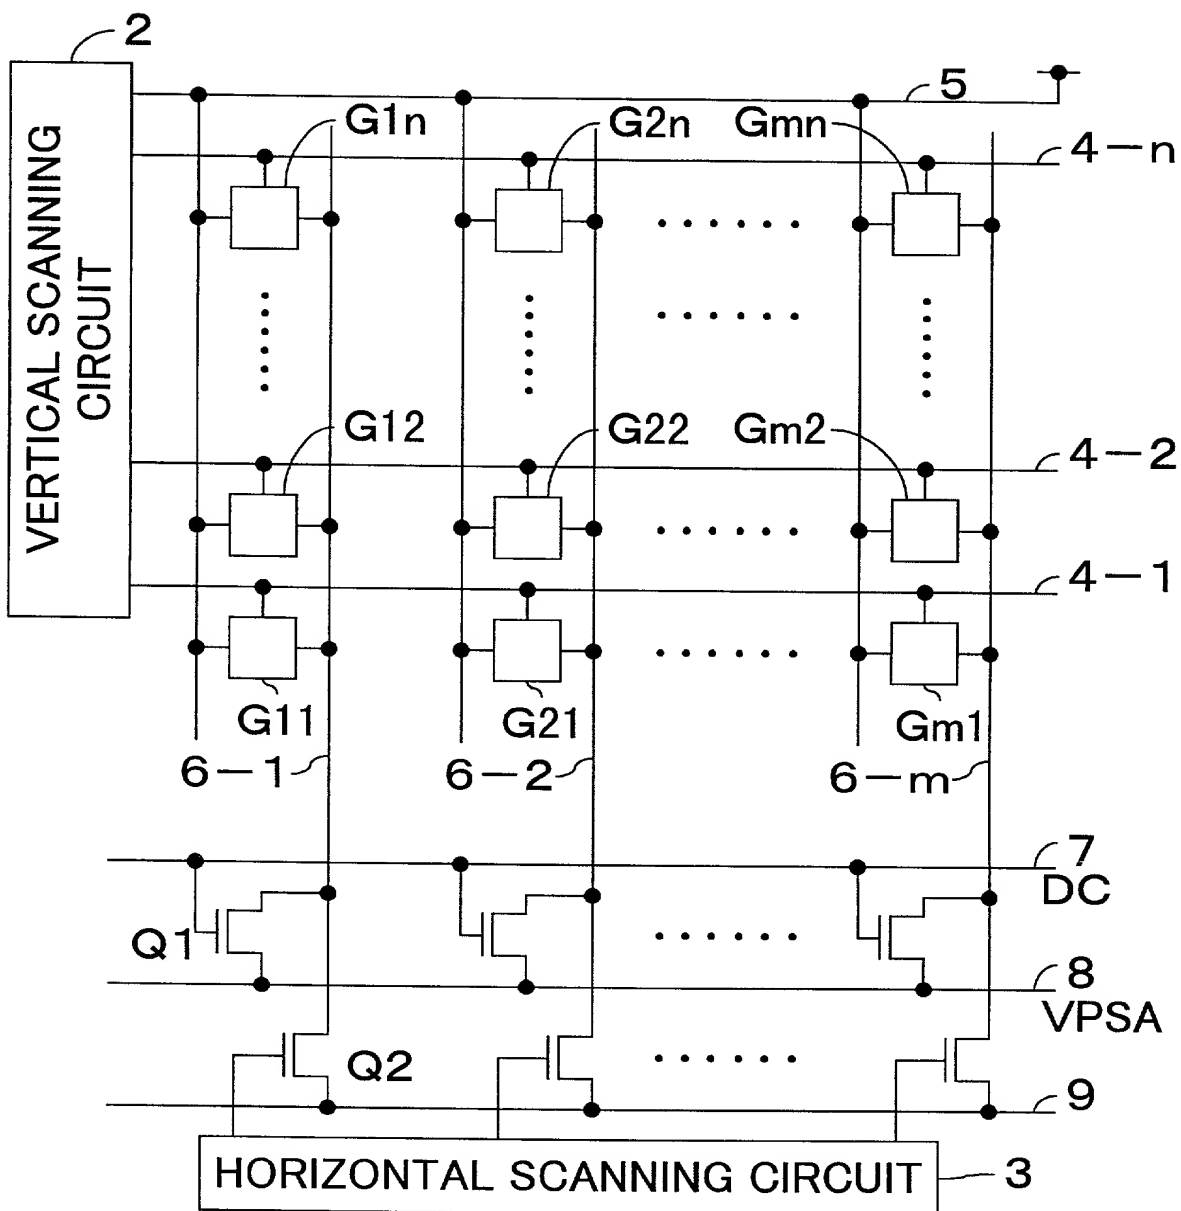 2
5
G1n G2n Gmn
4-n
VERTICAL SCANNING
CIRCUIT
G12 G22 Gm2
4-2
4-1
G11 G21 Gm1
6-1 6-2 6-m
7
DC
Q1
8
VPSA
Q2
9
HORIZONTAL SCANNING CIRCUIT
3